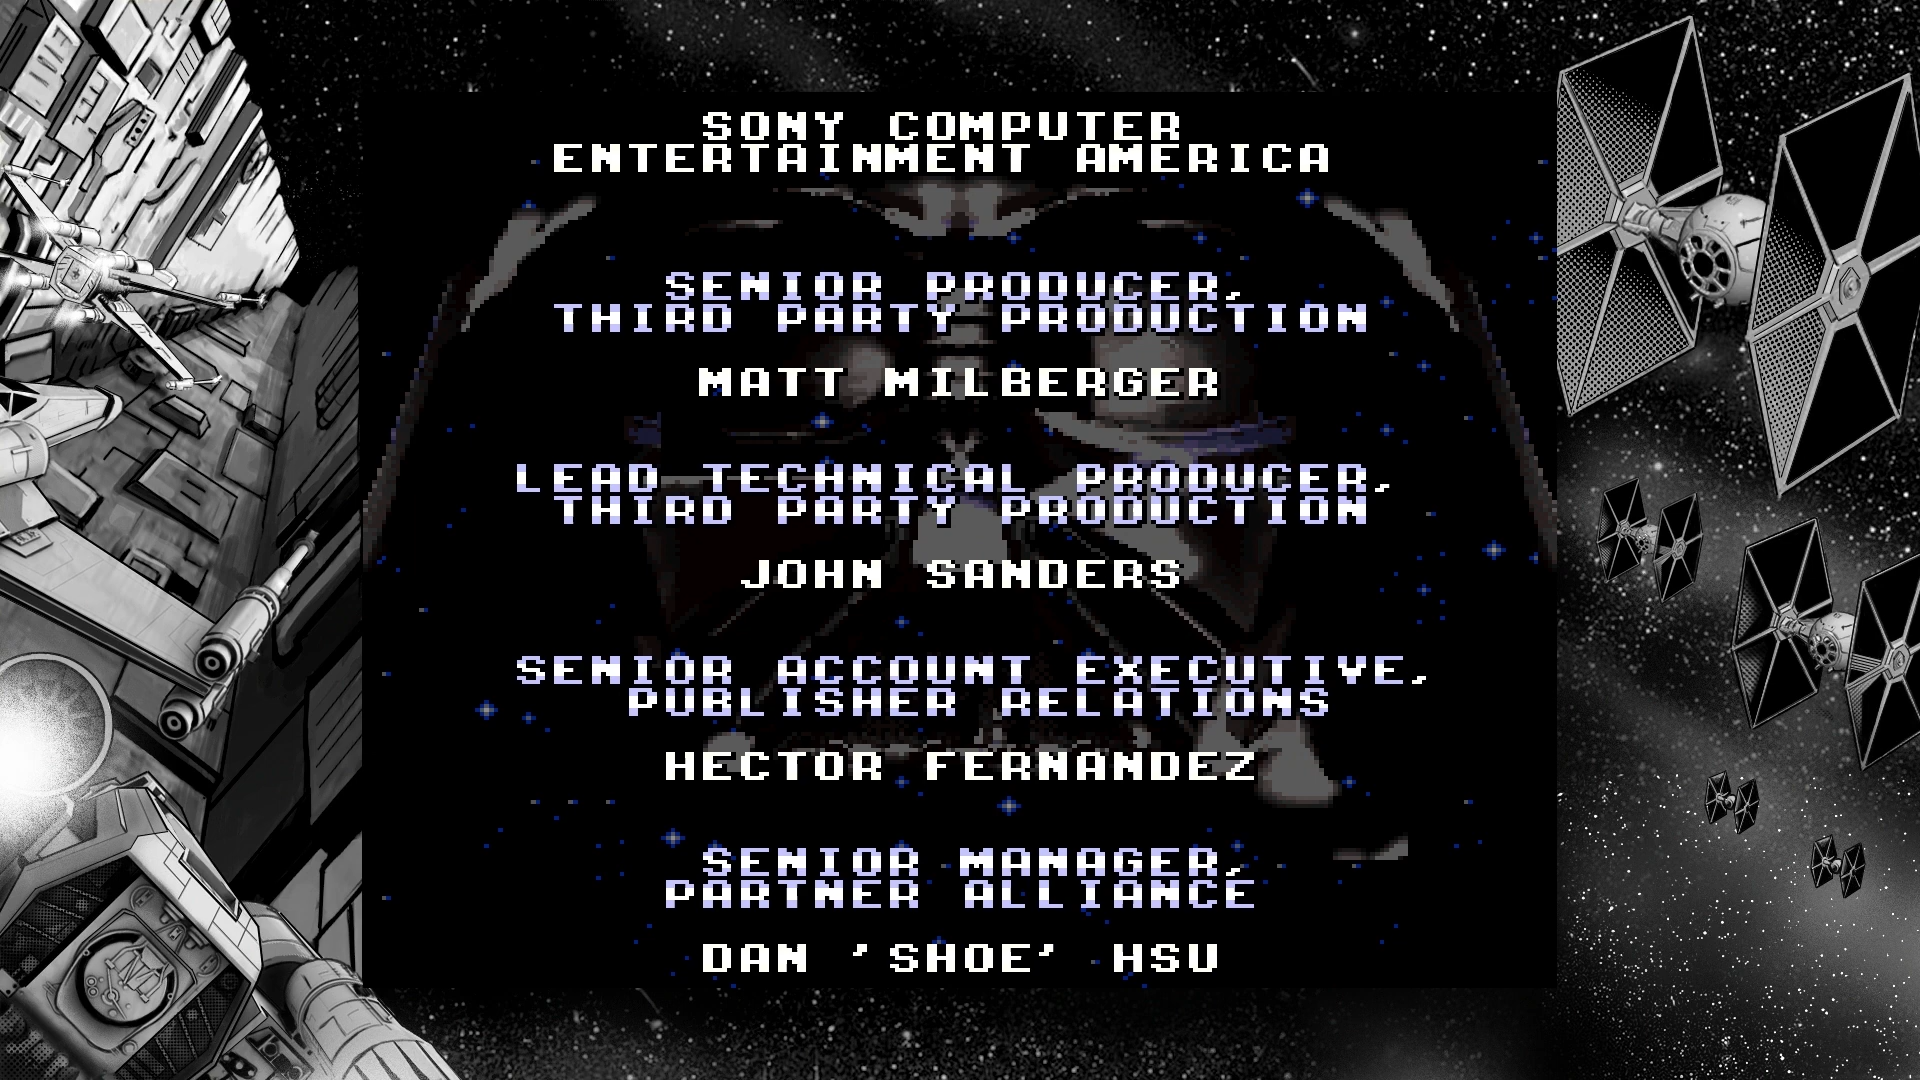 SONY COMPUTER
ENTERTAINMENT AMERICA
SENIOR PRODUCER,
THIRD PARTY PRODUCTION
MATT MILBERGER
LEAD TECHNICAL PRODUCER,
THIRD PARTY PRODUCTION
JOHN SANDERS
SENIOR ACCOUNT EXECUTIVE,
PUBLISHER RELATIONS
HECTOR FERNANDEZ
SENIOR MANAGER,
PARTNER ALLIANCE
DAN 'SHOE' HSU